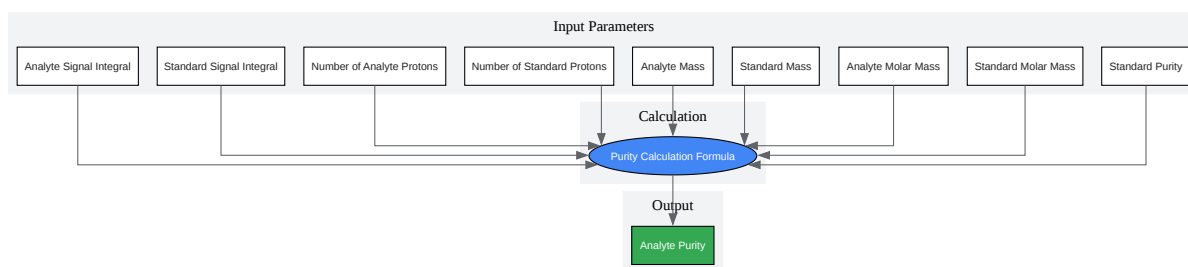 Input Parameters
Analyte Signal Integral
Standard Signal Integral
Number of Analyte Protons
Number of Standard Protons
Analyte Mass
Standard Mass
Analyte Molar Mass
Standard Molar Mass
Standard Purity
Calculation
Purity Calculation Formula
Output
Analyte Purity